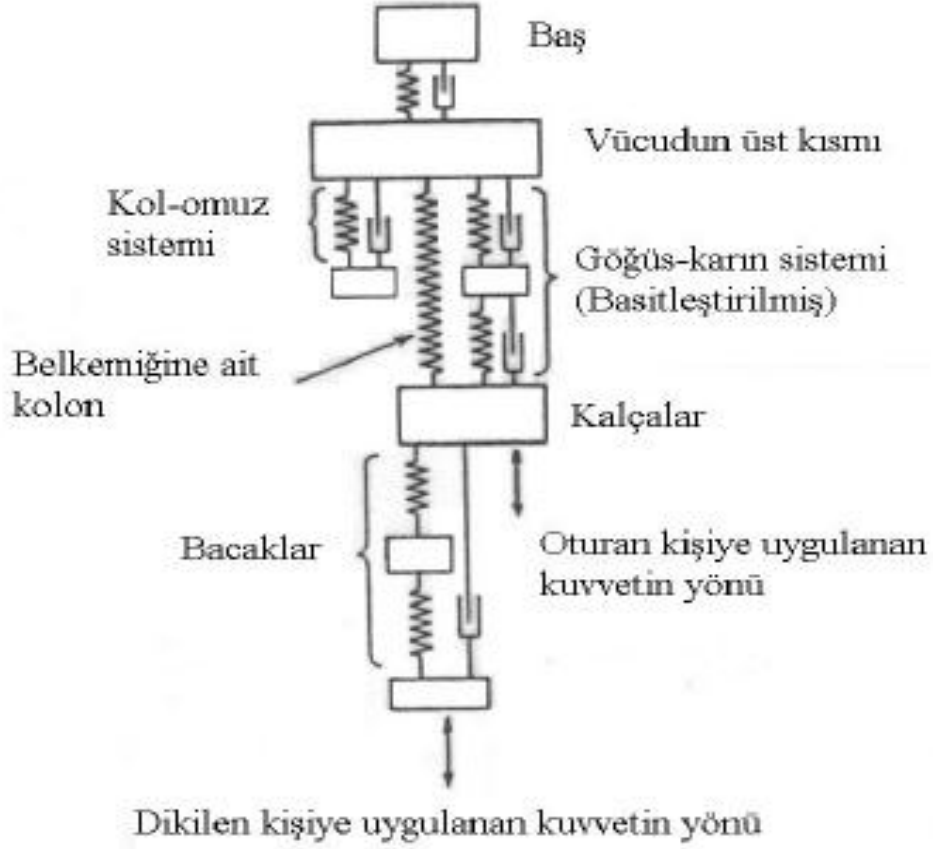 Baş
Vücudun üst kısmı
Kol-omuz
sistemi
Göğüs-karın sistemi
(Basitleştirilmiş)
Belkemiğine ait
kolon
Kalçalar
Bacaklar
Oturan kişiye uygulanan
kuvvetin yönü
Dikilen kişiye uygulanan kuvvetin yönü